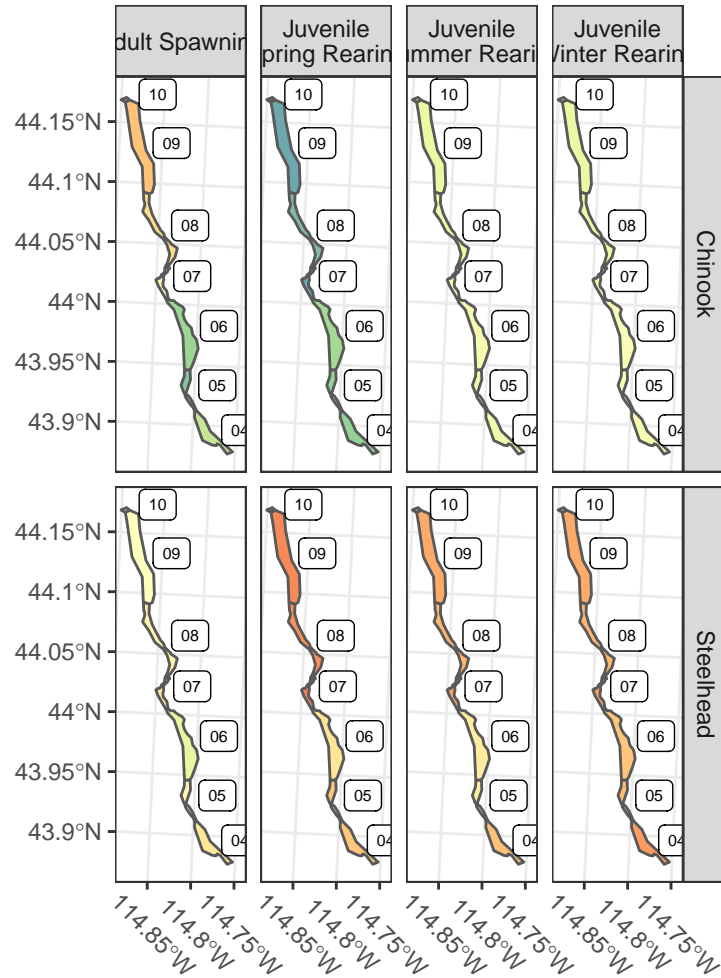 dult Spawnin
Juvenile
pring Rearin
Juvenile
ummer Reari
Juvenile
inter Rearin
44.15°N
44.1°N
44.05°N
44°N
43.95°N
43.9°N
10
09
08
07
06
05
04
10
09
08
07
06
05
04
10
09
08
07
06
05
04
10
09
08
07
06
05
04
Chinook
44.15°N
44.1°N
44.05°N
44°N
43.95°N
43.9°N
10
09
08
07
06
05
04
10
09
08
07
06
05
04
10
09
08
07
06
05
04
10
09
08
07
06
05
04
Steelhead
114.85°W
114.8°W
114.75°W
114.85°W
114.8°W
114.75°W
114.85°W
114.8°W
114.75°W
114.85°W
114.8°W
114.75°W